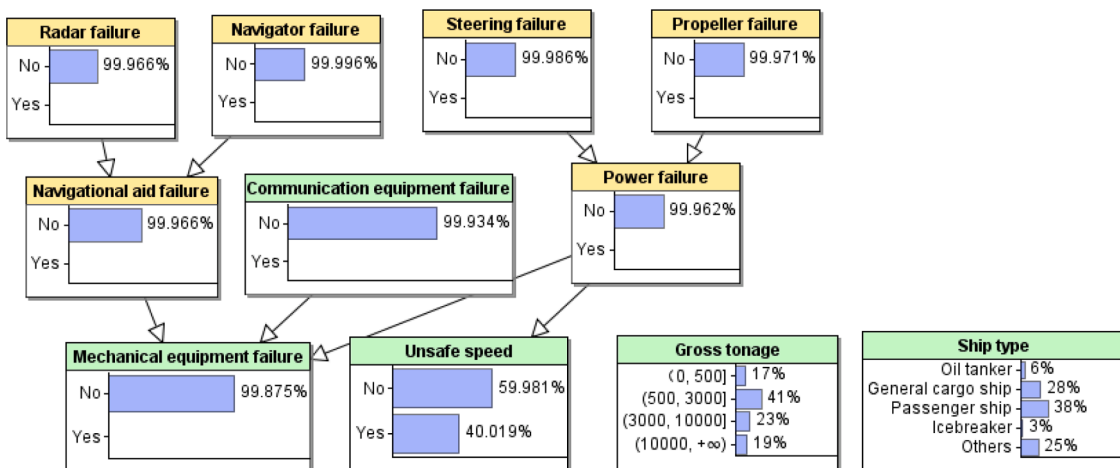 Radar failure
No 99.966%
Yes
Navigator failure
No 99.996%
Yes
Steering failure
No 99.986%
Yes
Propeller failure
No 99.971%
Yes
Navigational aid failure
No 99.966%
Yes
Communication equipment failure
No 99.934%
Yes
Power failure
No 99.962%
Yes
Mechanical equipment failure
No 99.875%
Yes
Unsafe speed
No 59.981%
Yes 40.019%
Gross tonage
(0, 500] 17%
(500, 3000] 41%
(3000, 10000] 23%
(10000, +∞) 19%
Ship type
Oil tanker 6%
General cargo ship 28%
Passenger ship 38%
Icebreaker 3%
Others 25%